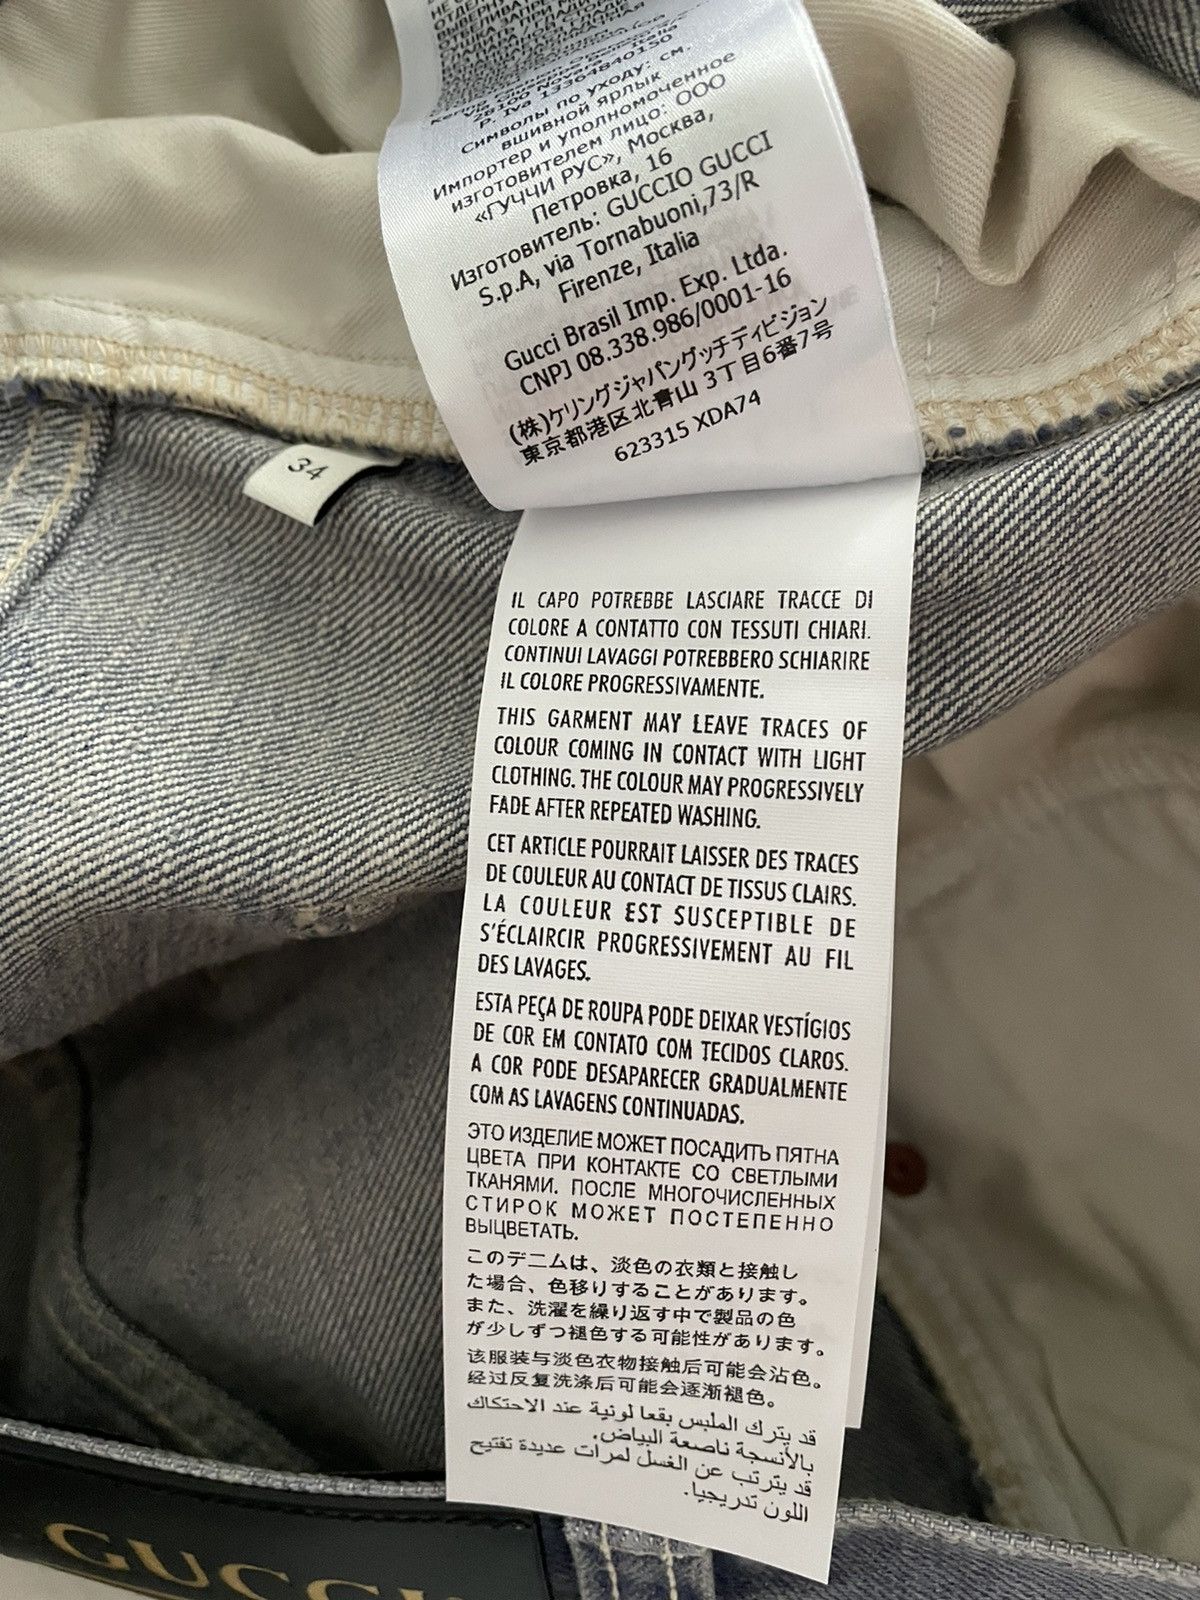 28100 Novara Italia
P. Iva 13364840150
Символы по уходу: см.
вшивной ярлык
Импортер и уполномоченное
изготовителем лицо: ООО
«ГУЧЧИ РУС», Москва,
Петровка, 16
Изготовитель: GUCCIO GUCCI
S.p.A, via Tornabuoni,73/R
Firenze, Italia
Gucci Brasil Imp. Exp. Ltda.
CNPJ 08.338.986/0001-16
(株)ケリングジャパングッチディビジョン
東京都港区北青山 3丁目6番7号
623315 XDA74
34
IL CAPO POTREBBE LASCIARE TRACCE DI
COLORE A CONTATTO CON TESSUTI CHIARI.
CONTINUI LAVAGGI POTREBBERO SCHIARIRE
IL COLORE PROGRESSIVAMENTE.
THIS GARMENT MAY LEAVE TRACES OF
COLOUR COMING IN CONTACT WITH LIGHT
CLOTHING. THE COLOUR MAY PROGRESSIVELY
FADE AFTER REPEATED WASHING.
CET ARTICLE POURRAIT LAISSER DES TRACES
DE COULEUR AU CONTACT DE TISSUS CLAIRS.
LA COULEUR EST SUSCEPTIBLE DE
S'ÉCLAIRCIR PROGRESSIVEMENT AU FIL
DES LAVAGES.
ESTA PEÇA DE ROUPA PODE DEIXAR VESTÍGIOS
DE COR EM CONTATO COM TECIDOS CLAROS.
A COR PODE DESAPARECER GRADUALMENTE
COM AS LAVAGENS CONTINUADAS.
ЭТО ИЗДЕЛИЕ МОЖЕТ ПОСАДИТЬ ПЯТНА
ЦВЕТА ПРИ КОНТАКТЕ СО СВЕТЛЫМИ
ТКАНЯМИ. ПОСЛЕ МНОГОЧИСЛЕННЫХ
СТИРОК МОЖЕТ ПОСТЕПЕННО
ВЫЦВЕТАТЬ.
このデニムは、淡色の衣類と接触し
た場合、色移りすることがあります。
また、洗濯を繰り返す中で製品の色
が少しずつ褪色する可能性があります。
该服装与淡色衣物接触后可能会沾色。
经过反复洗涤后可能会逐渐褪色。
قد يترك الملبس بقعا لونية عند الاحتكاك
بالأنسجة ناصعة البياض.
قد يترتب عن الغسل لمرات عديدة تفتيح
اللون تدريجيا.
GUCCI